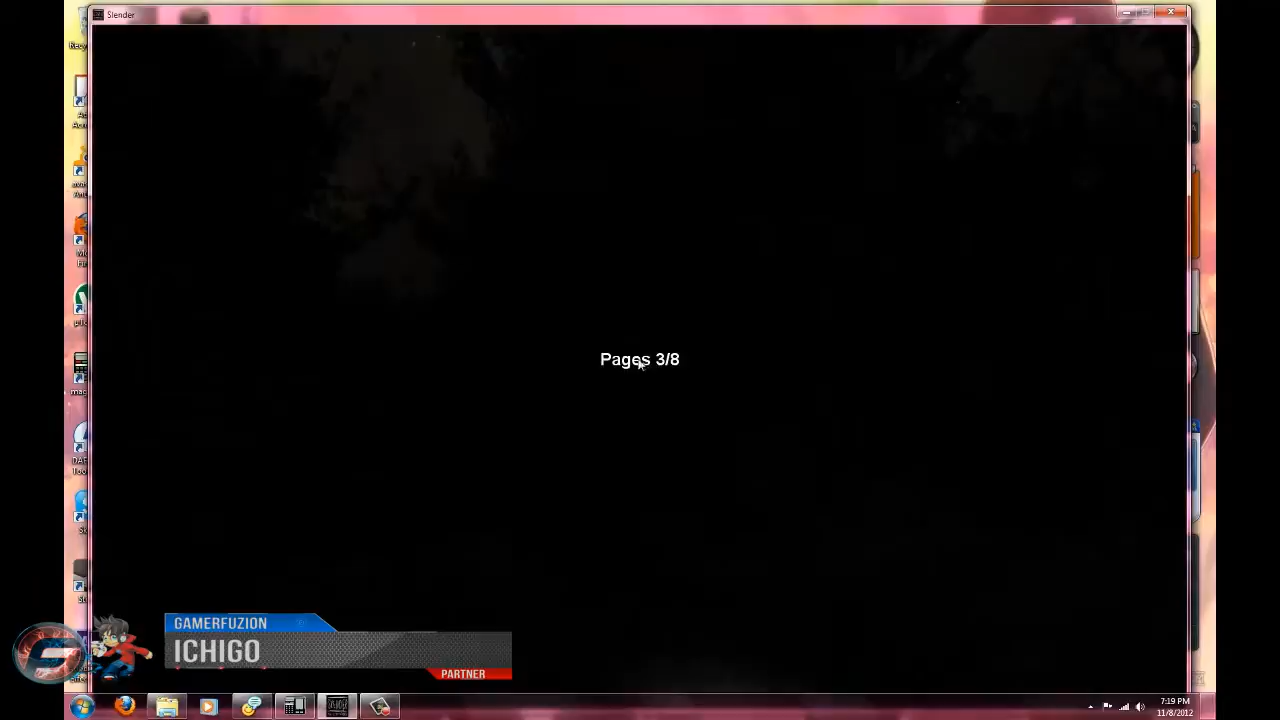 Slender
Pages 3/8
GAMERFUZION
ICHIGO
PARTNER
7:19 PM
11/8/2012